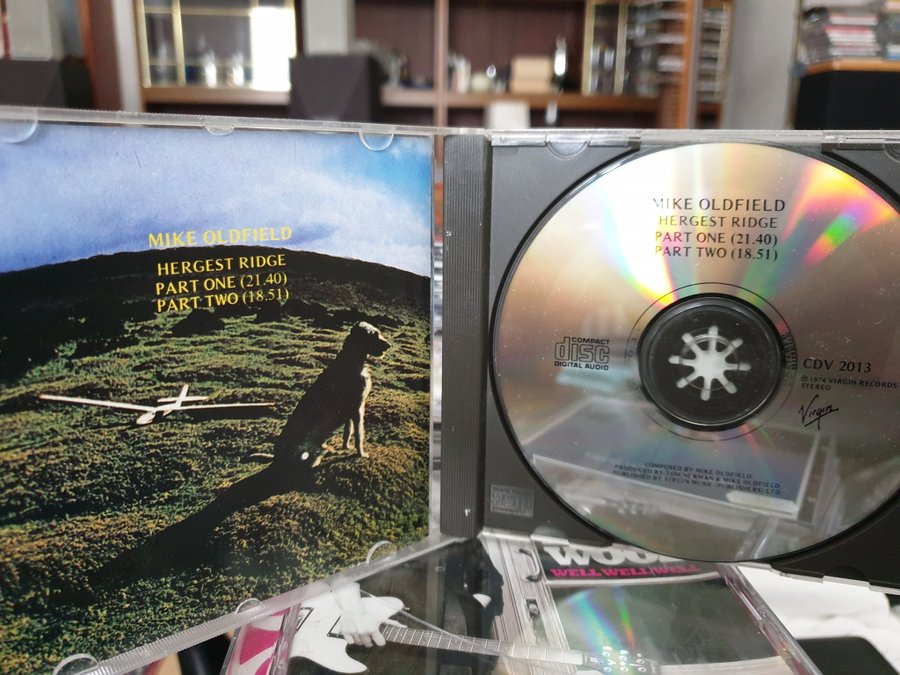 MIKE OLDFIELD
HERGEST RIDGE
PART ONE (21.40)
PART TWO (18.51)
MIKE OLDFIELD
HERGEST RIDGE
PART ONE (21.40)
PART TWO (18.51)
COMPACT
disc
DIGITAL AUDIO
CDV 2013
℗ 1974 VIRGIN RECORDS
STEREO
Virgin
COMPOSED BY MIKE OLDFIELD
PRODUCED BY TOM NEWMAN & MIKE OLDFIELD
PUBLISHED BY VIRGIN MUSIC (PUBLISHERS) LTD
WELL WELL WELL